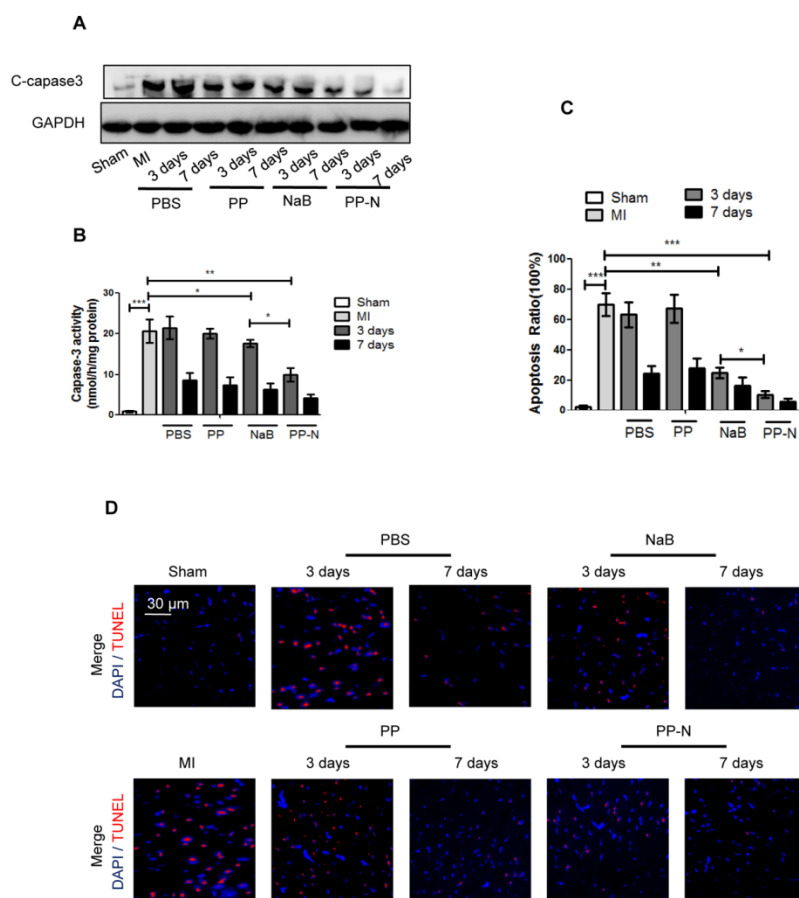 A
C-capase3
GAPDH
Sham
MI
3 days
7 days
3 days
7 days
3 days
7 days
3 days
7 days
PBS
PP
NaB
PP-N
B
Capase-3 activity
(nmol/h/mg protein)
30
20
10
0
***
**
*
*
Sham
MI
3 days
7 days
PBS
PP
NaB
PP-N
C
Sham
MI
3 days
7 days
Apoptosis Ratio(100%)
100
80
60
40
20
0
***
***
**
*
PBS
PP
NaB
PP-N
D
PBS
NaB
Sham
3 days
7 days
3 days
7 days
30 µm
Merge
DAPI / TUNEL
PP
PP-N
MI
3 days
7 days
3 days
7 days
Merge
DAPI / TUNEL